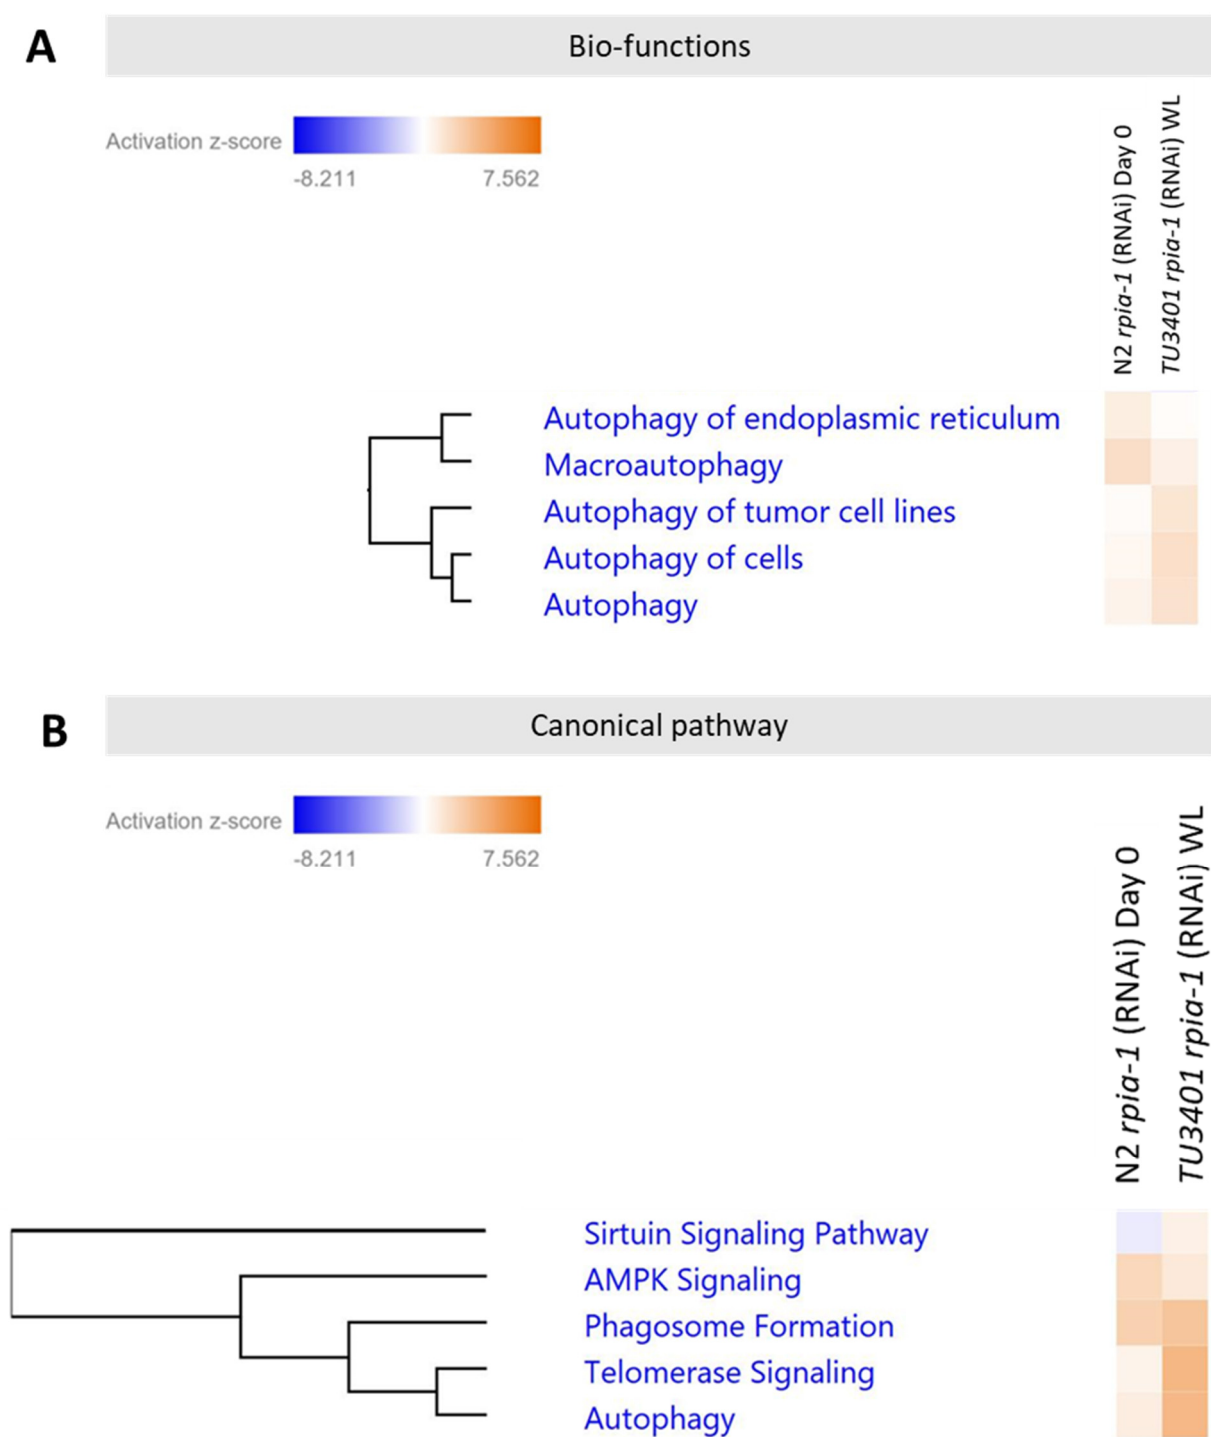 A
Bio-functions
Activation z-score
-8.211 7.562
N2 rpia-1 (RNAi) Day 0
TU3401 rpia-1 (RNAi) WL
Autophagy of endoplasmic reticulum
Macroautophagy
Autophagy of tumor cell lines
Autophagy of cells
Autophagy
B
Canonical pathway
Activation z-score
-8.211 7.562
N2 rpia-1 (RNAi) Day 0
TU3401 rpia-1 (RNAi) WL
Sirtuin Signaling Pathway
AMPK Signaling
Phagosome Formation
Telomerase Signaling
Autophagy